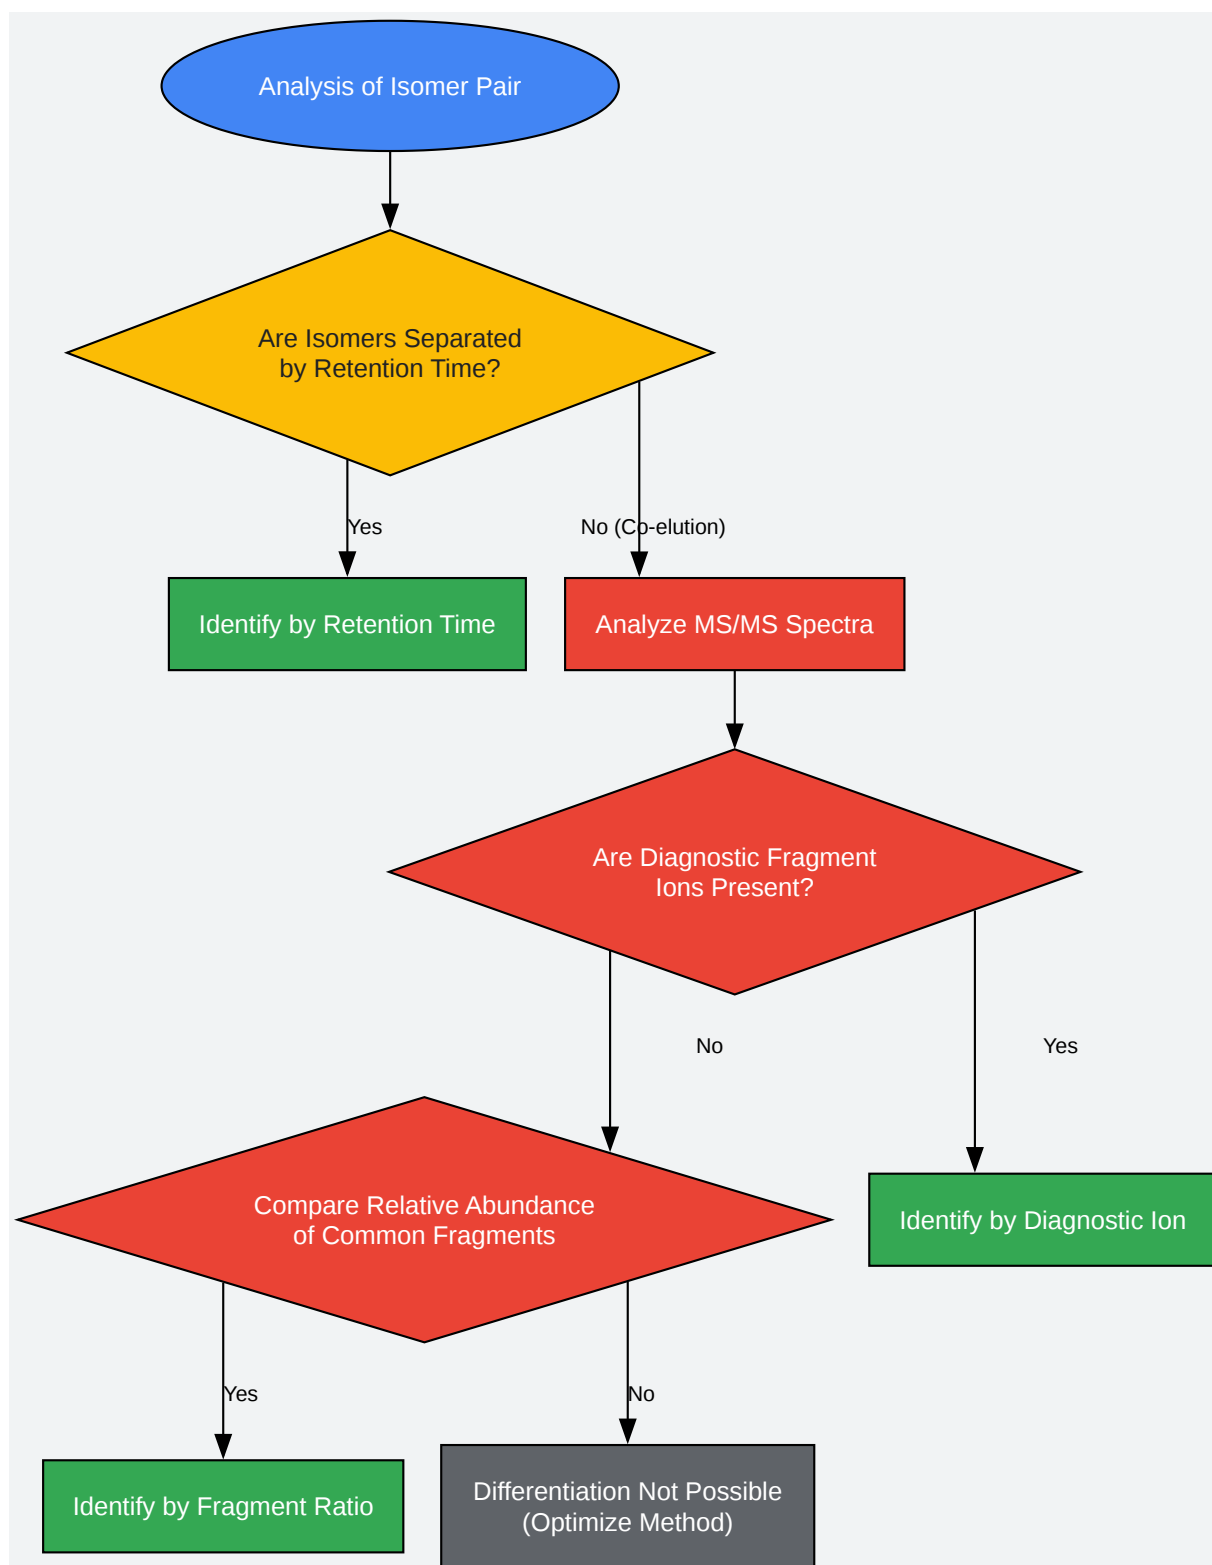 Analysis of Isomer Pair
Are Isomers Separated
by Retention Time?
Yes
No (Co-elution)
Identify by Retention Time
Analyze MS/MS Spectra
Are Diagnostic Fragment
Ions Present?
No
Yes
Compare Relative Abundance
of Common Fragments
Identify by Diagnostic Ion
Yes
No
Identify by Fragment Ratio
Differentiation Not Possible
(Optimize Method)